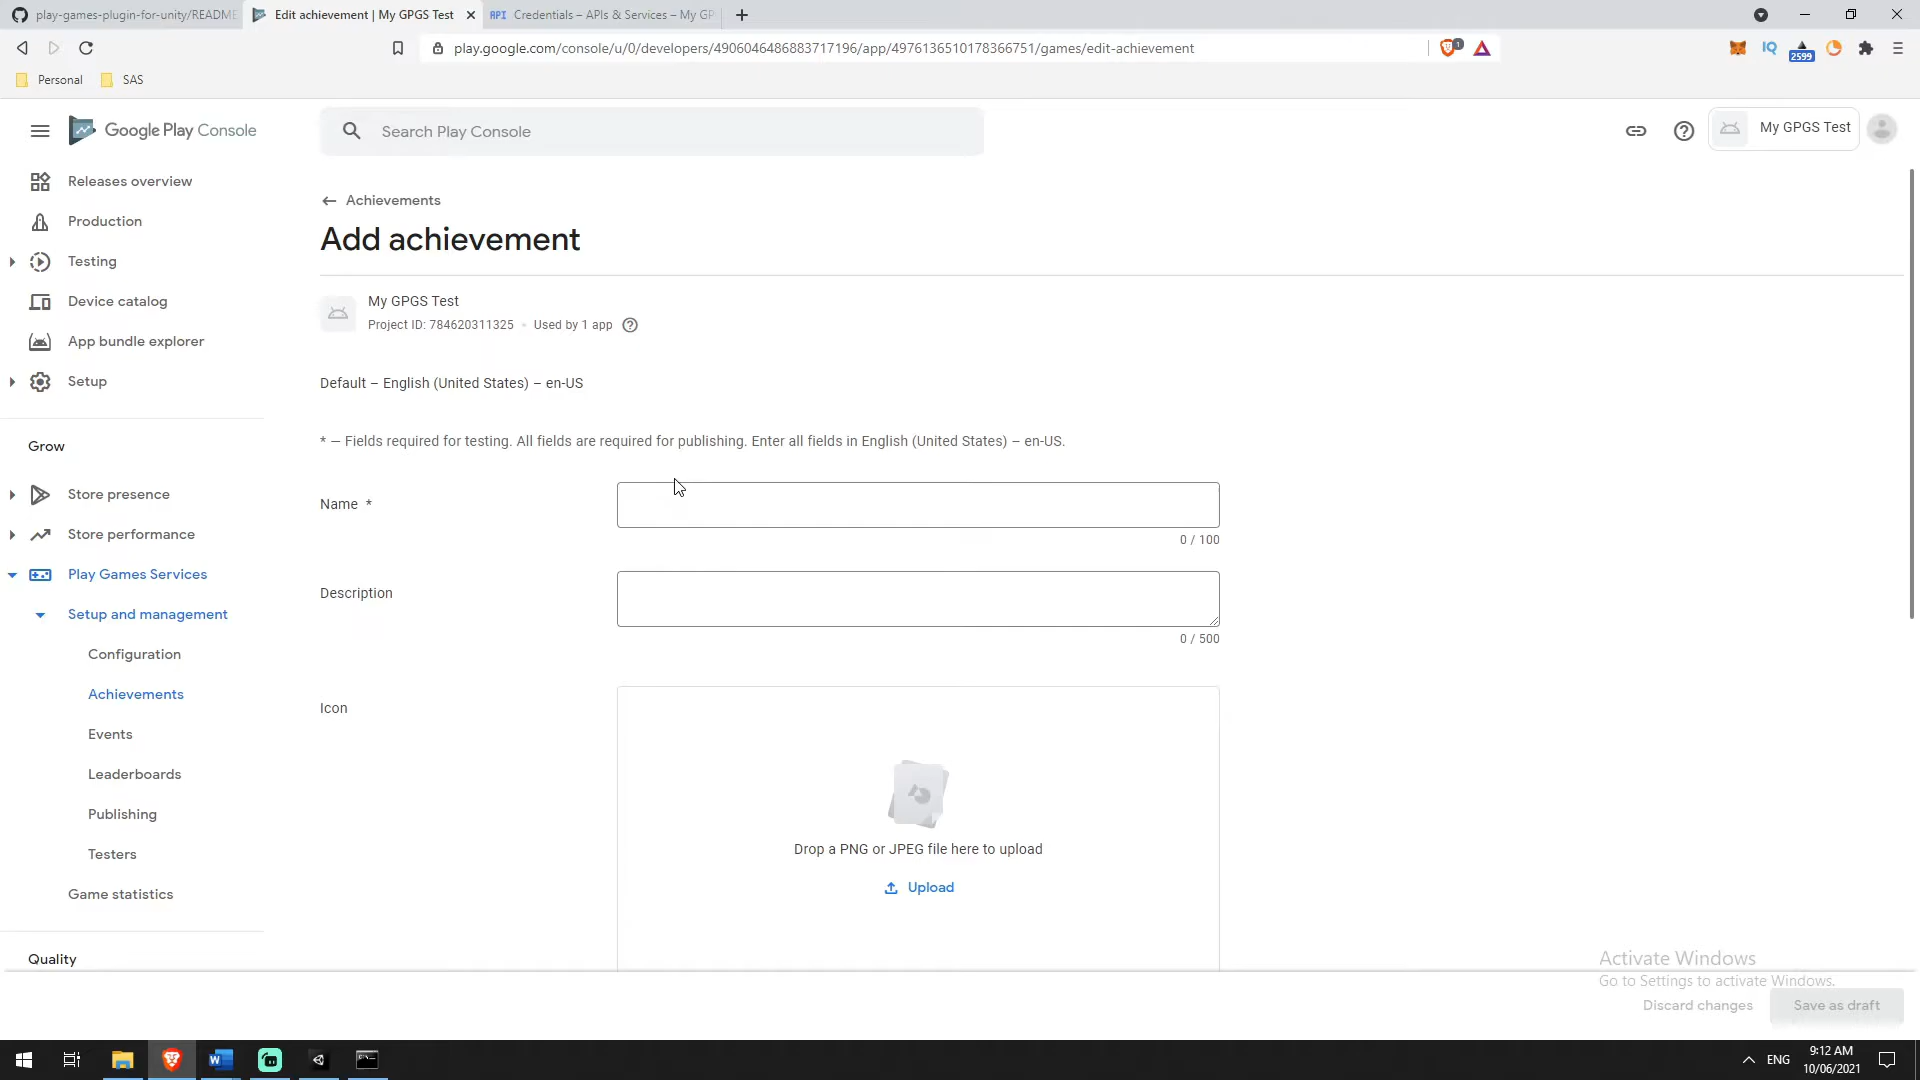 play-games-plugin-for-unity/README
Edit achievement | My GPGS Test
API Credentials – APIs & Services – My GP
play.google.com/console/u/0/developers/4906046486883717196/app/4976136510178366751/games/edit-achievement
1
IQ
2599
Personal
SAS
Google Play Console
Search Play Console
My GPGS Test
Releases overview
Production
Testing
Device catalog
App bundle explorer
Setup
Grow
Store presence
Store performance
Play Games Services
Setup and management
Configuration
Achievements
Events
Leaderboards
Publishing
Testers
Game statistics
Quality
Achievements
Add achievement
My GPGS Test
Project ID: 784620311325 • Used by 1 app
Default – English (United States) – en-US
* — Fields required for testing. All fields are required for publishing. Enter all fields in English (United States) – en-US.
Name *
0 / 100
Description
0 / 500
Icon
Drop a PNG or JPEG file here to upload
Upload
Activate Windows
Go to Settings to activate Windows.
Discard changes
Save as draft
ENG
9:12 AM
10/06/2021